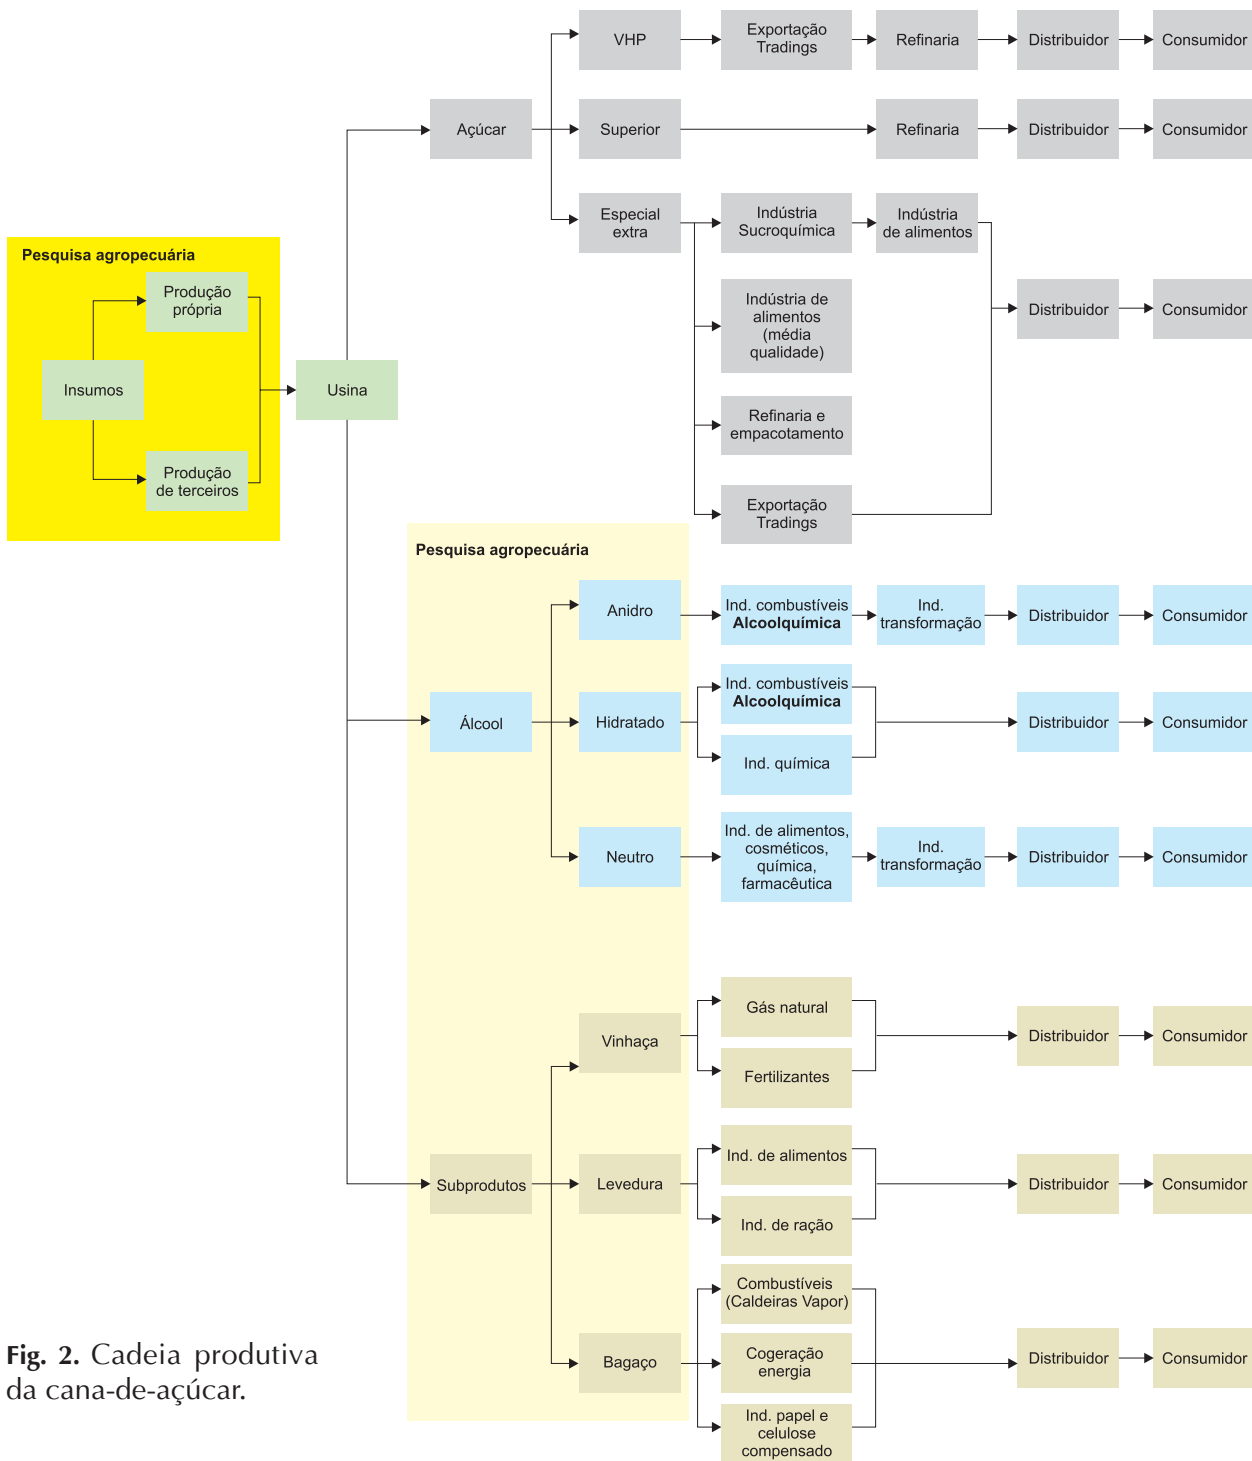 VHP
Exportação
Tradings
Refinaria
Distribuidor
Consumidor
Açúcar
Superior
Refinaria
Distribuidor
Consumidor
Especial
extra
Indústria
Sucroquímica
Indústria
de alimentos
Pesquisa agropecuária
Produção
própria
Indústria de
alimentos
(média
qualidade)
Distribuidor
Consumidor
Insumos
Usina
Refinaria e
empacotamento
Produção
de terceiros
Exportação
Tradings
Pesquisa agropecuária
Anidro
Ind. combustíveis
Alcoolquímica
Ind.
transformação
Distribuidor
Consumidor
Álcool
Hidratado
Ind. combustíveis
Alcoolquímica
Ind. química
Distribuidor
Consumidor
Neutro
Ind. de alimentos,
cosméticos,
química,
farmacêutica
Ind.
transformação
Distribuidor
Consumidor
Vinhaça
Gás natural
Fertilizantes
Distribuidor
Consumidor
Subprodutos
Levedura
Ind. de alimentos
Ind. de ração
Distribuidor
Consumidor
Bagaço
Combustíveis
(Caldeiras Vapor)
Cogeração
energia
Ind. papel e
celulose
compensado
Distribuidor
Consumidor
Fig. 2. Cadeia produtiva
da cana-de-açúcar.